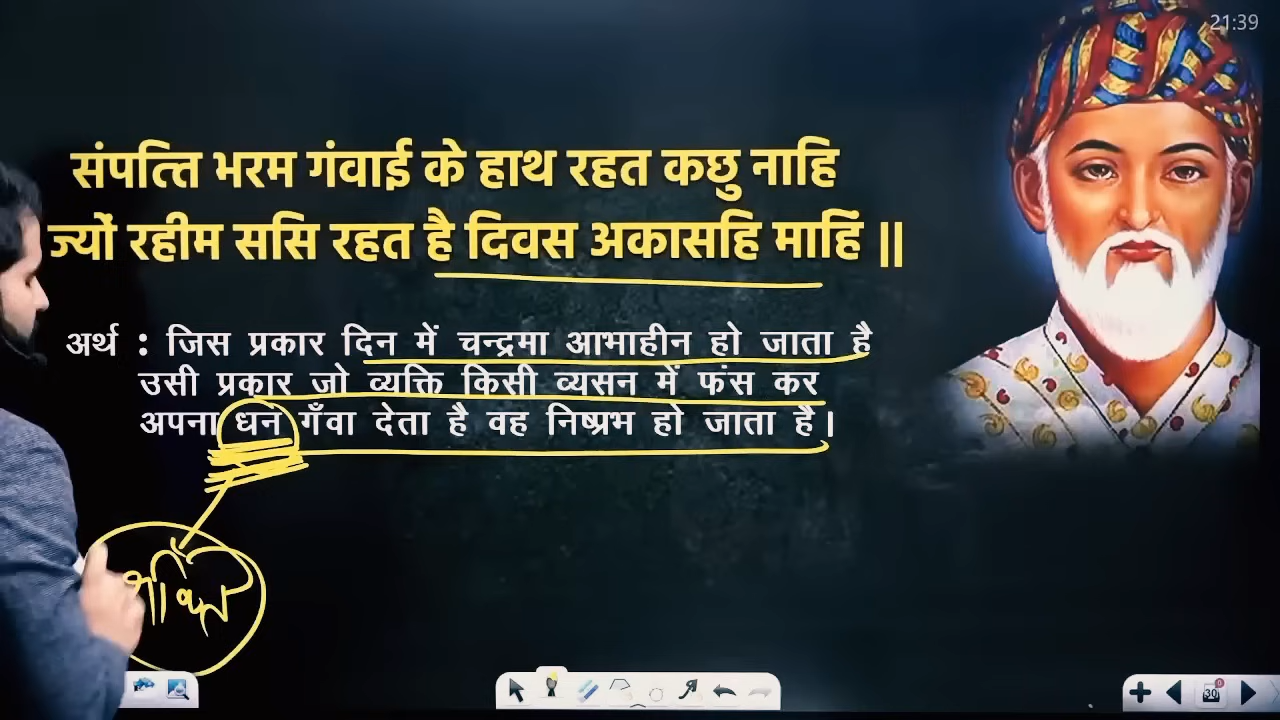 21:39
संपत्ति भरम गंवाई के हाथ रहत कछु नाहि
ज्यों रहीम ससि रहत है दिवस अकासहि माहिं ||
अर्थ : जिस प्रकार दिन में चन्द्रमा आभाहीन हो जाता है
उसी प्रकार जो व्यक्ति किसी व्यसन में फंस कर
अपना धन गँवा देता है वह निष्प्रभ हो जाता है।
30